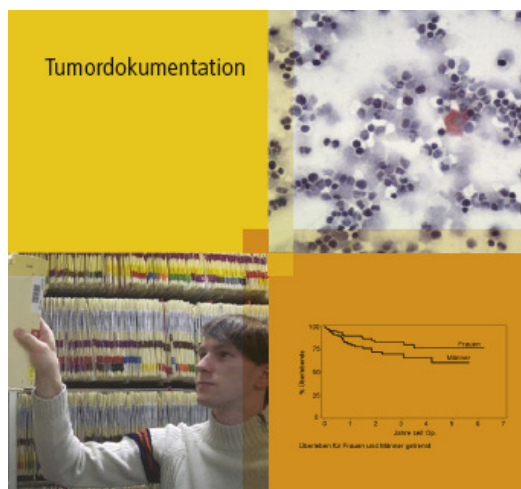 Tumordokumentation
100
75
50
25
0
% Überlebende
Frauen
Männer
0 1 2 3 4 5 6 7
Jahre seit Op.
Überleben für Frauen und Männer getrennt